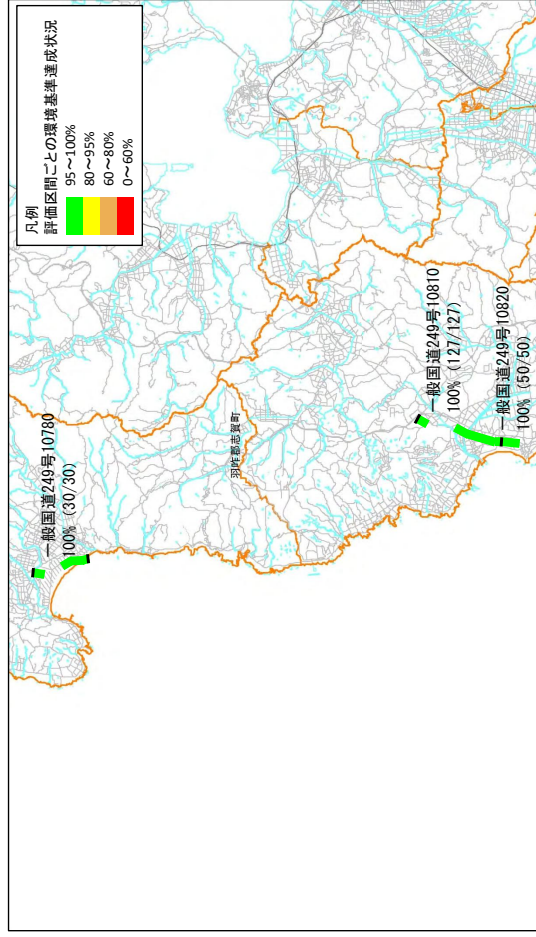 凡例
評価区間ごとの環境基準達成状況
95～100%
80～95%
60～80%
0～60%
一般国道249号10780
100% (30/30)
羽咋郡志賀町
一般国道249号10810
100% (127/127)
一般国道249号10820
100% (50/50)